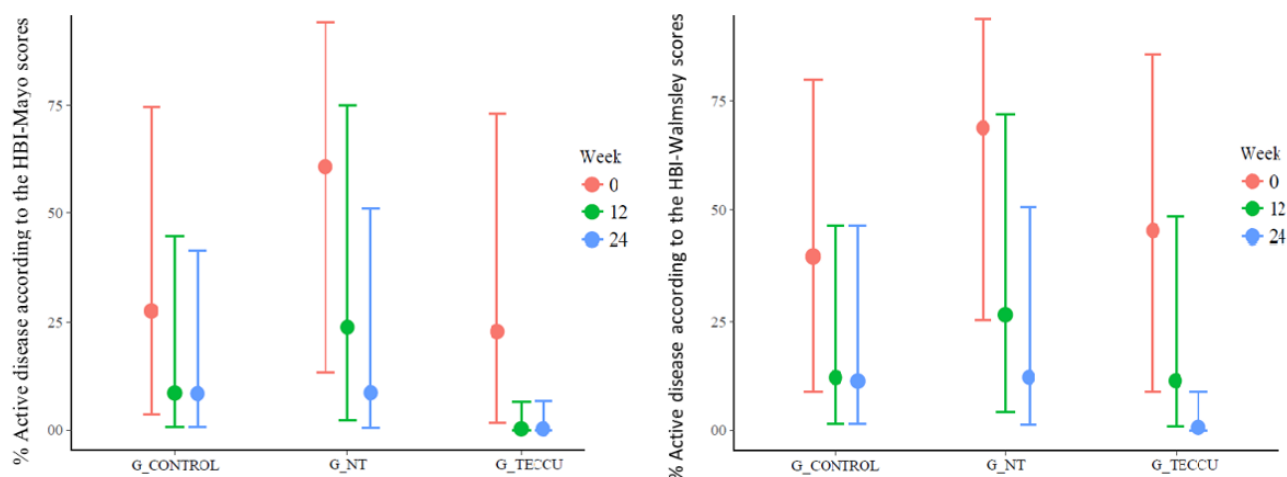 % Active disease according to the HBI-Mayo scores
75
50
25
00
G_CONTROL G_NT G_TECCU
Week
0
12
24
% Active disease according to the HBI-Walmsley scores
75
50
25
00
G_CONTROL G_NT G_TECCU
Week
0
12
24